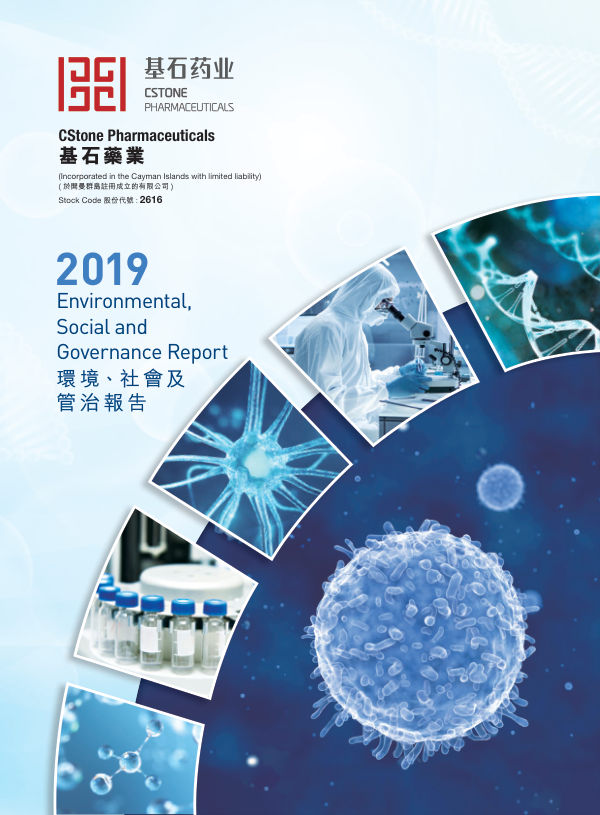 基石药业
CSTONE
PHARMACEUTICALS
CStone Pharmaceuticals
基石藥業
(Incorporated in the Cayman Islands with limited liability)
(於開曼群島註冊成立的有限公司)
Stock Code 股份代號 : 2616
2019
Environmental,
Social and
Governance Report
環境、社會及
管治報告